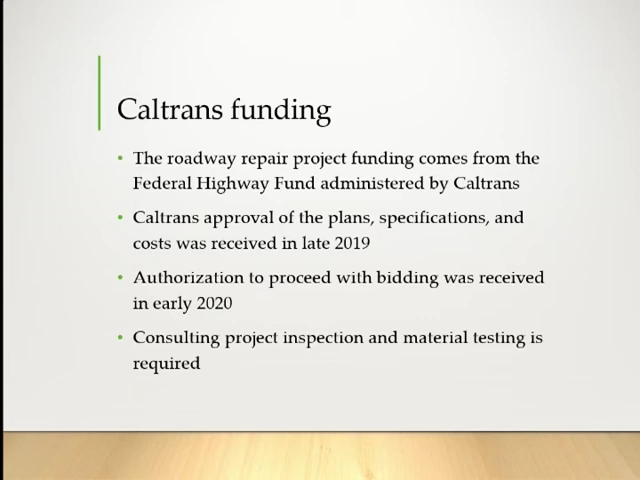 Caltrans funding
• The roadway repair project funding comes from the
Federal Highway Fund administered by Caltrans
• Caltrans approval of the plans, specifications, and
costs was received in late 2019
• Authorization to proceed with bidding was received
in early 2020
• Consulting project inspection and material testing is
required